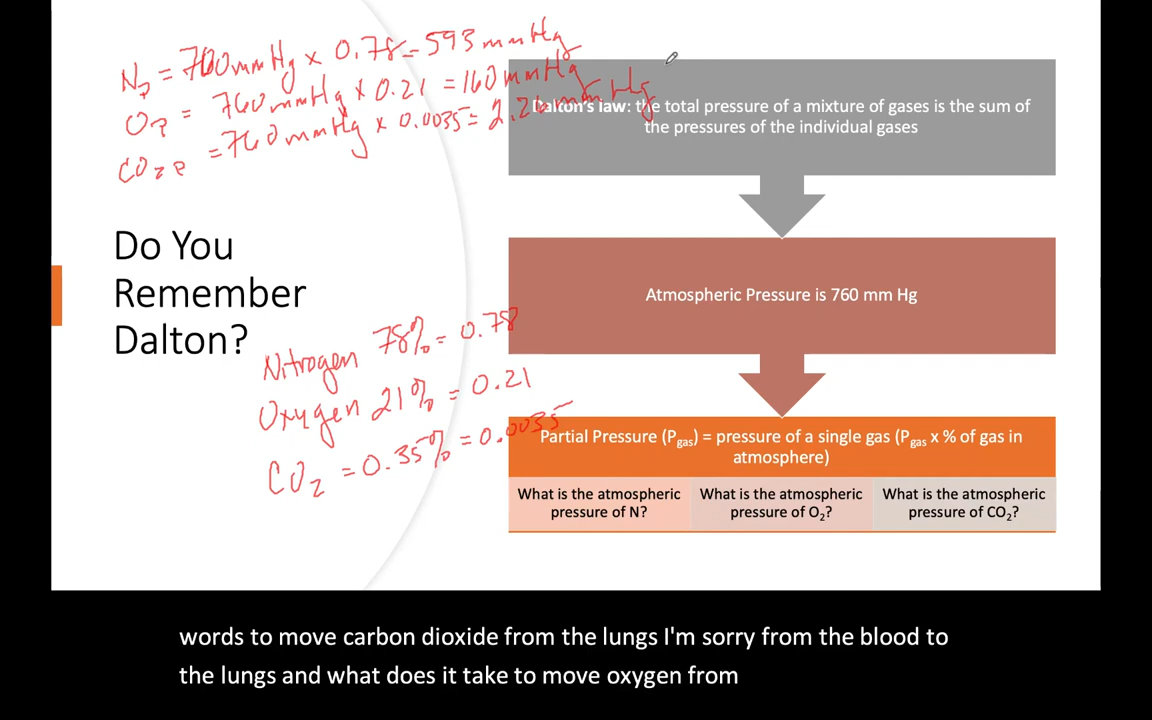 N₂ = 760mmHg x 0.78 = 593 mmHg
O₂ = 760mmHg x 0.21 = 160mmHg
CO₂ = 760mmHg x 0.0035 = 2.26mmHg
Dalton's law: the total pressure of a mixture of gases is the sum of
the pressures of the individual gases
Do You
Remember
Dalton?
Atmospheric Pressure is 760 mm Hg
Nitrogen 78% = 0.78
Oxygen 21% = 0.21
CO₂ = 0.35% = 0.0035
Partial Pressure (Pgas) = pressure of a single gas (Pgas x % of gas in
atmosphere)
What is the atmospheric
pressure of N?
What is the atmospheric
pressure of O₂?
What is the atmospheric
pressure of CO₂?
words to move carbon dioxide from the lungs I'm sorry from the blood to
the lungs and what does it take to move oxygen from